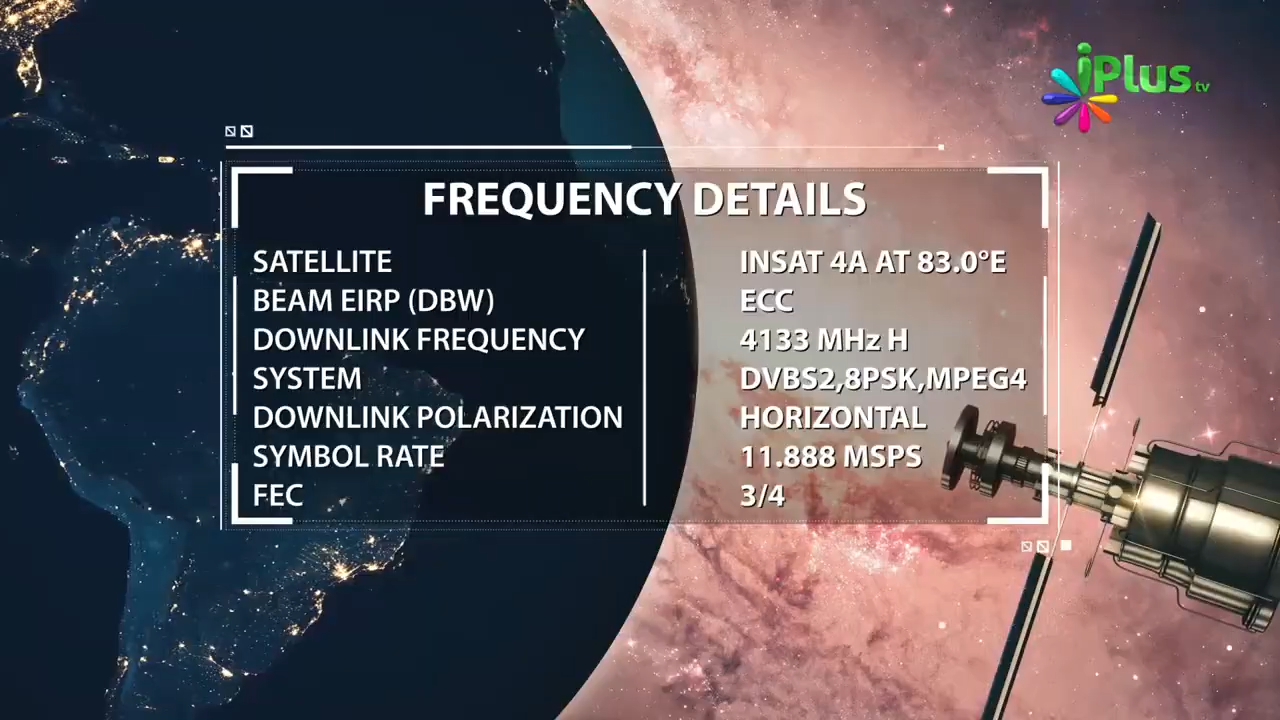 iPlus tv
FREQUENCY DETAILS
SATELLITE INSAT 4A AT 83.0°E
BEAM EIRP (DBW) ECC
DOWNLINK FREQUENCY 4133 MHz H
SYSTEM DVBS2,8PSK,MPEG4
DOWNLINK POLARIZATION HORIZONTAL
SYMBOL RATE 11.888 MSPS
FEC 3/4